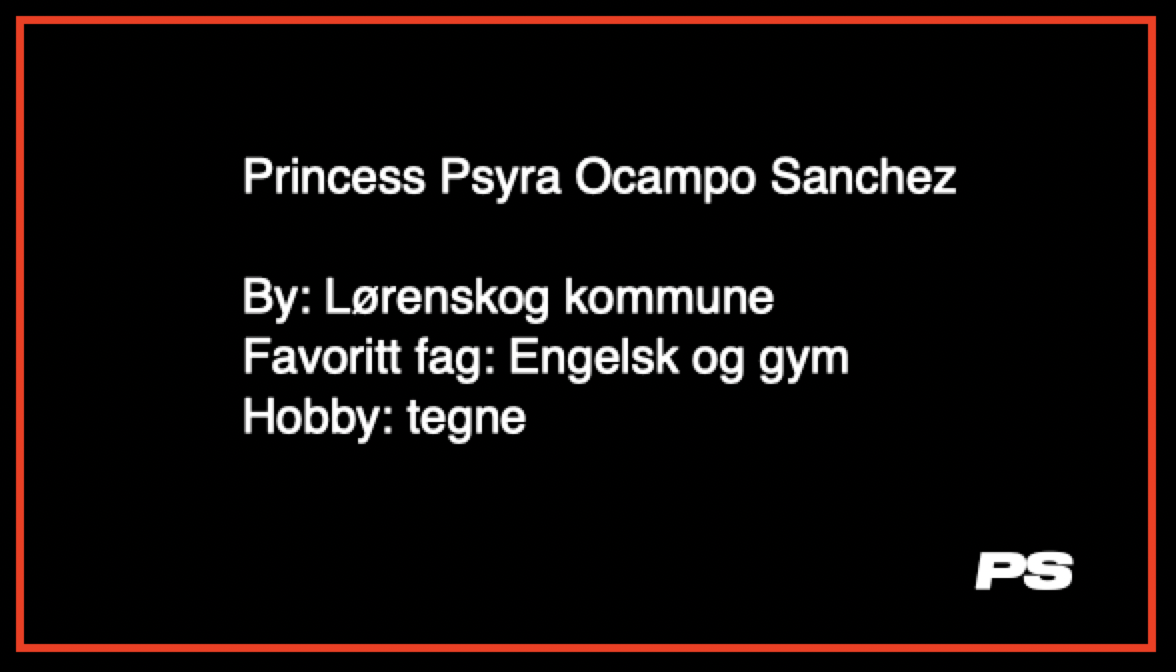 Princess Psyra Ocampo Sanchez
By: Lørenskog kommune
Favoritt fag: Engelsk og gym
Hobby: tegne
PS